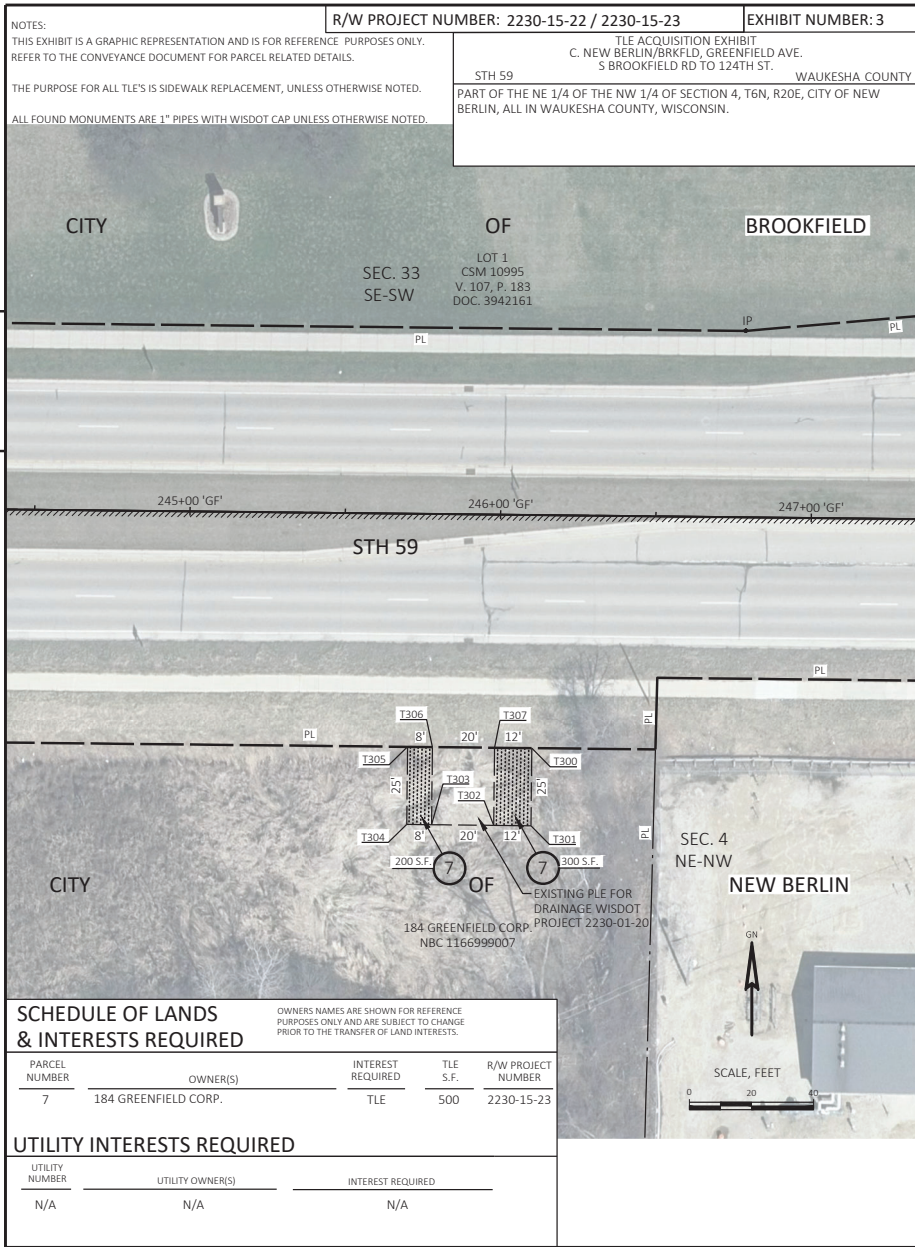 NOTES:
THIS EXHIBIT IS A GRAPHIC REPRESENTATION AND IS FOR REFERENCE PURPOSES ONLY.
REFER TO THE CONVEYANCE DOCUMENT FOR PARCEL RELATED DETAILS.
THE PURPOSE FOR ALL TLE'S IS SIDEWALK REPLACEMENT, UNLESS OTHERWISE NOTED.
ALL FOUND MONUMENTS ARE 1" PIPES WITH WISDOT CAP UNLESS OTHERWISE NOTED.
R/W PROJECT NUMBER: 2230-15-22 / 2230-15-23
EXHIBIT NUMBER: 3
TLE ACQUISITION EXHIBIT
C. NEW BERLIN/BRKFLD, GREENFIELD AVE.
S BROOKFIELD RD TO 124TH ST.
STH 59
WAUKESHA COUNTY
PART OF THE NE 1/4 OF THE NW 1/4 OF SECTION 4, T6N, R20E, CITY OF NEW
BERLIN, ALL IN WAUKESHA COUNTY, WISCONSIN.
CITY OF BROOKFIELD
SEC. 33
SE-SW
LOT 1
CSM 10995
V. 107, P. 183
DOC. 3942161
IP
PL
PL
245+00 'GF'
246+00 'GF'
247+00 'GF'
STH 59
PL
PL
PL
PL
T306
T307
8' 20' 12'
T305
T300
25'
25'
T303
T302
T304
T301
8' 20' 12'
200 S.F.
7
7
300 S.F.
SEC. 4
NE-NW
CITY OF NEW BERLIN
EXISTING PLE FOR
DRAINAGE WISDOT
PROJECT 2230-01-20
184 GREENFIELD CORP.
NBC 1166999007
GN
SCALE, FEET
0 20 40
SCHEDULE OF LANDS
& INTERESTS REQUIRED
OWNERS NAMES ARE SHOWN FOR REFERENCE
PURPOSES ONLY AND ARE SUBJECT TO CHANGE
PRIOR TO THE TRANSFER OF LAND INTERESTS.
PARCEL
NUMBER
OWNER(S)
INTEREST
REQUIRED
TLE
S.F.
R/W PROJECT
NUMBER
7 184 GREENFIELD CORP. TLE 500 2230-15-23
UTILITY INTERESTS REQUIRED
UTILITY
NUMBER
UTILITY OWNER(S)
INTEREST REQUIRED
N/A N/A N/A